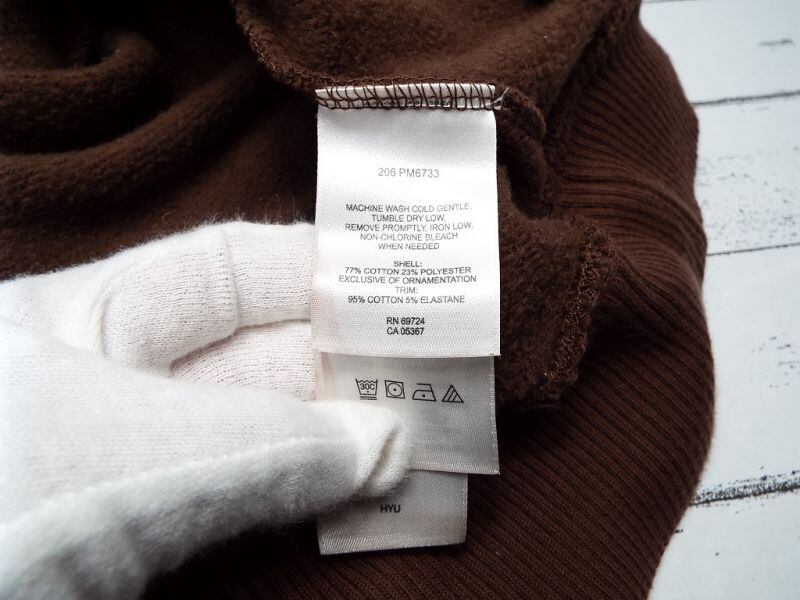 206 PM6733
MACHINE WASH COLD GENTLE.
TUMBLE DRY LOW.
REMOVE PROMPTLY, IRON LOW.
NON-CHLORINE BLEACH
WHEN NEEDED
SHELL:
77% COTTON 23% POLYESTER
EXCLUSIVE OF ORNAMENTATION
TRIM:
95% COTTON 5% ELASTANE
RN 69724
CA 05367
30C
HYU